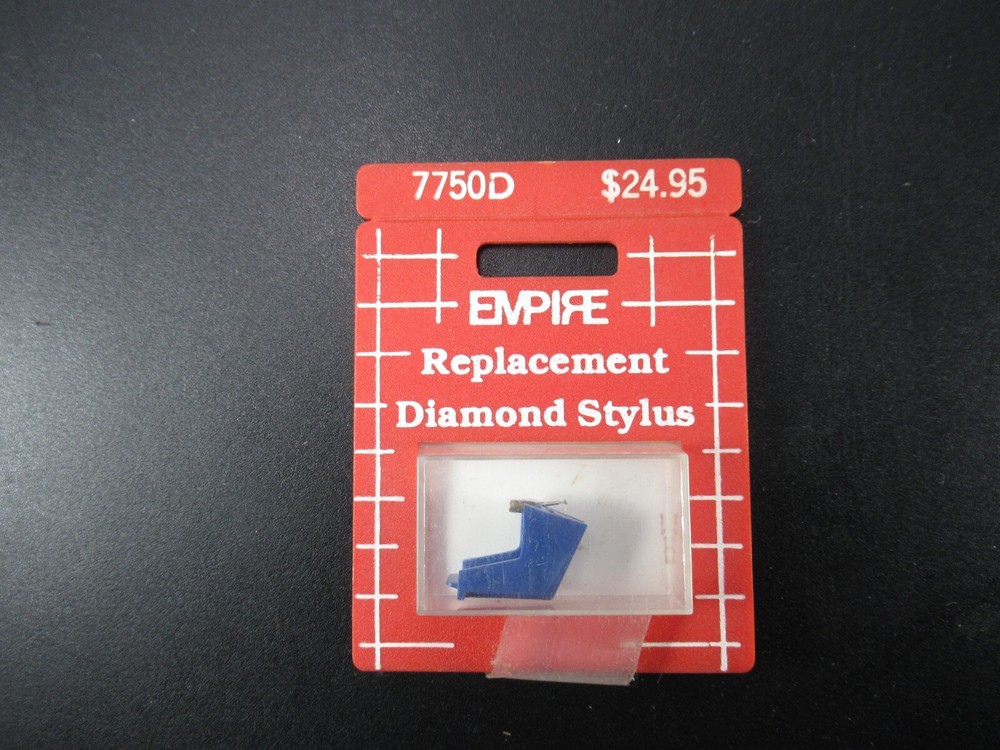 7750D $24.95
EMPIRE
Replacement
Diamond Stylus